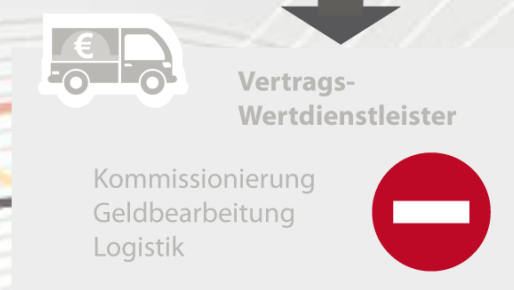 €
Vertrags-
Wertdienstleister
Kommissionierung
Geldbearbeitung
Logistik